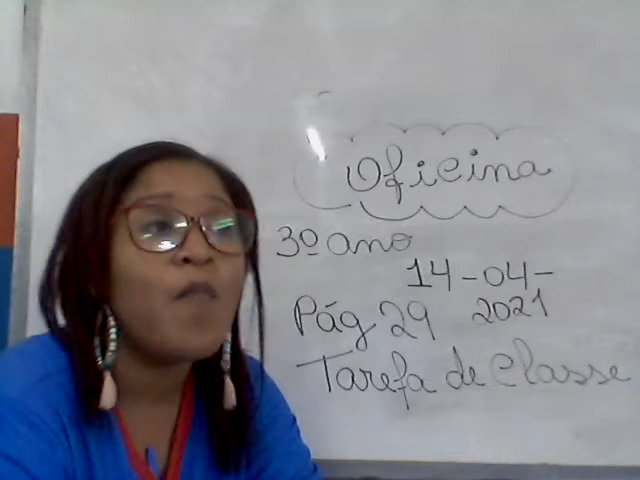 Oficina
3º ano
14-04-
2021
Pág 29
Tarefa de Classe